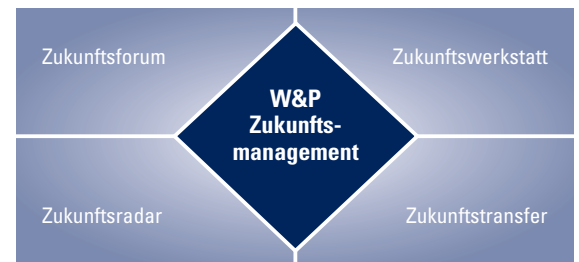 Zukunftsforum
Zukunftswerkstatt
W&P
Zukunfts-
management
Zukunftsradar
Zukunftstransfer